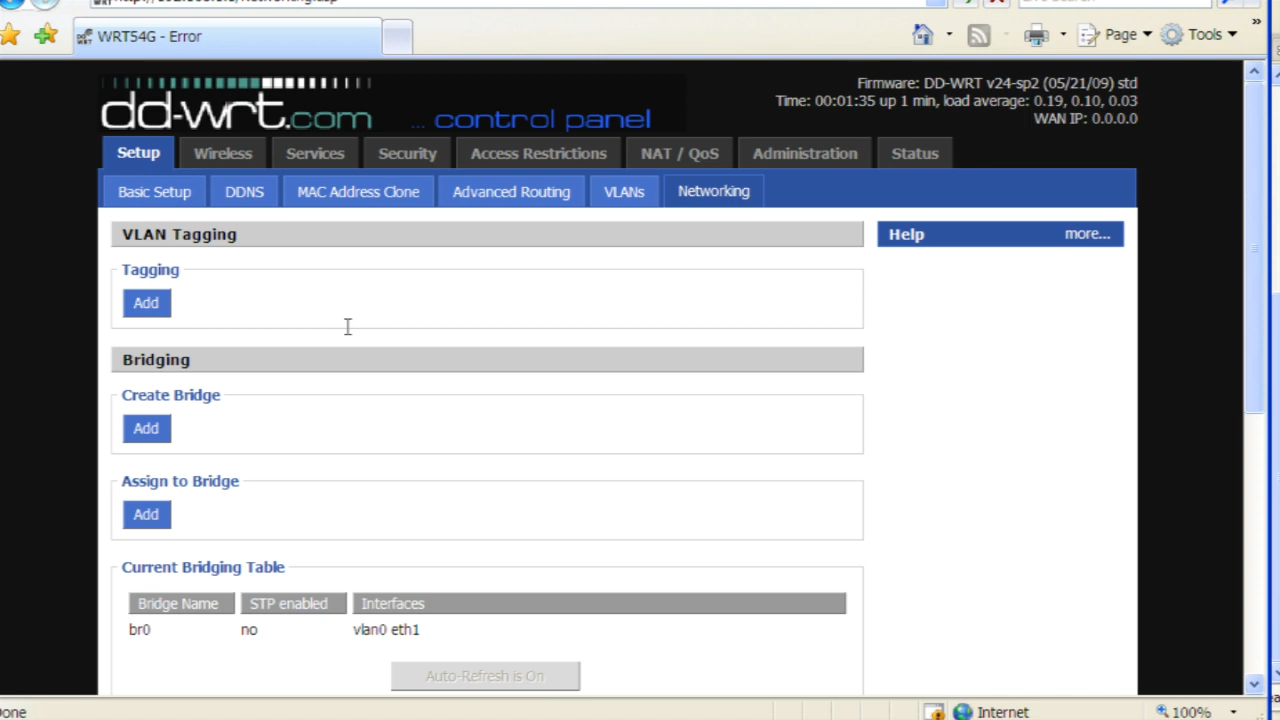 WRT54G - Error
Page
Tools
dd-wrt.com ... control panel
Firmware: DD-WRT v24-sp2 (05/21/09) std
Time: 00:01:35 up 1 min, load average: 0.19, 0.10, 0.03
WAN IP: 0.0.0.0
Setup Wireless Services Security Access Restrictions NAT / QoS Administration Status
Basic Setup DDNS MAC Address Clone Advanced Routing VLANs Networking
VLAN Tagging
Help more...
Tagging
Add
Bridging
Create Bridge
Add
Assign to Bridge
Add
Current Bridging Table
Bridge Name STP enabled Interfaces
br0 no vlan0 eth1
Auto-Refresh is On
Internet 100%